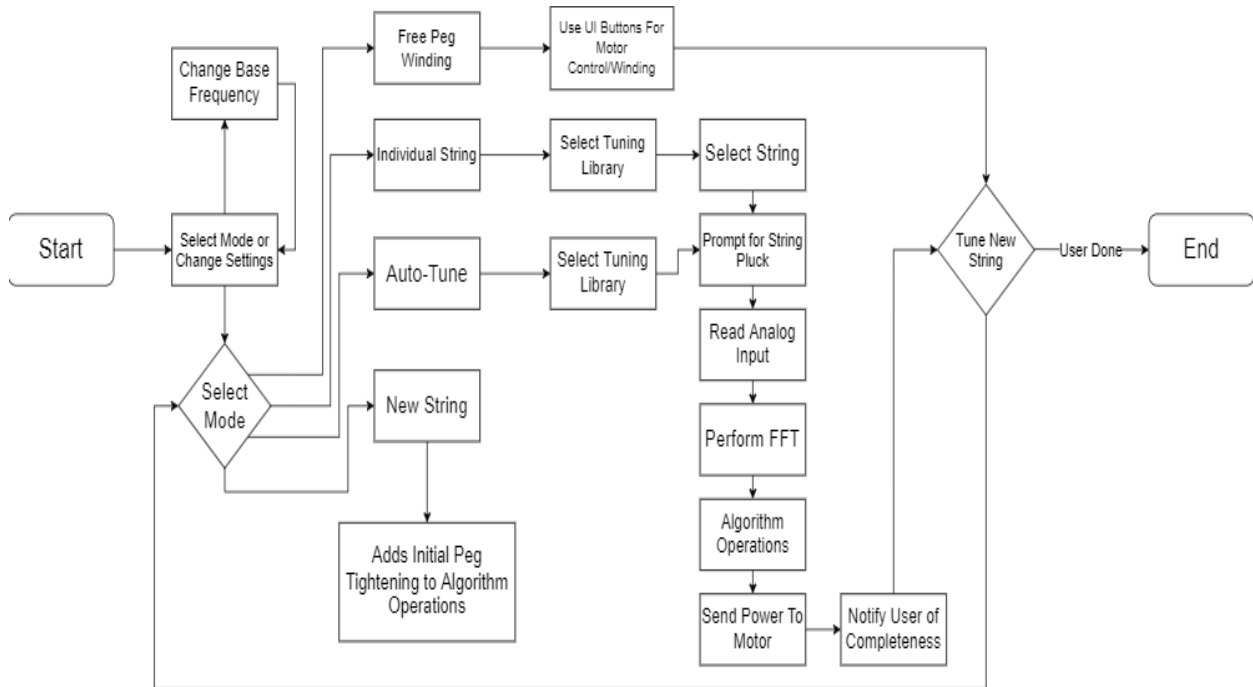 Free Peg
Winding
Use UI Buttons For
Motor
Control/Winding
Change Base
Frequency
Individual String
Select Tuning
Library
Select String
Start
Select Mode or
Change Settings
Prompt for String
Pluck
Tune New
String
User Done
End
Auto-Tune
Select Tuning
Library
Read Analog
Input
Select
Mode
New String
Perform FFT
Adds Initial Peg
Tightening to Algorithm
Operations
Algorithm
Operations
Send Power To
Motor
Notify User of
Completeness